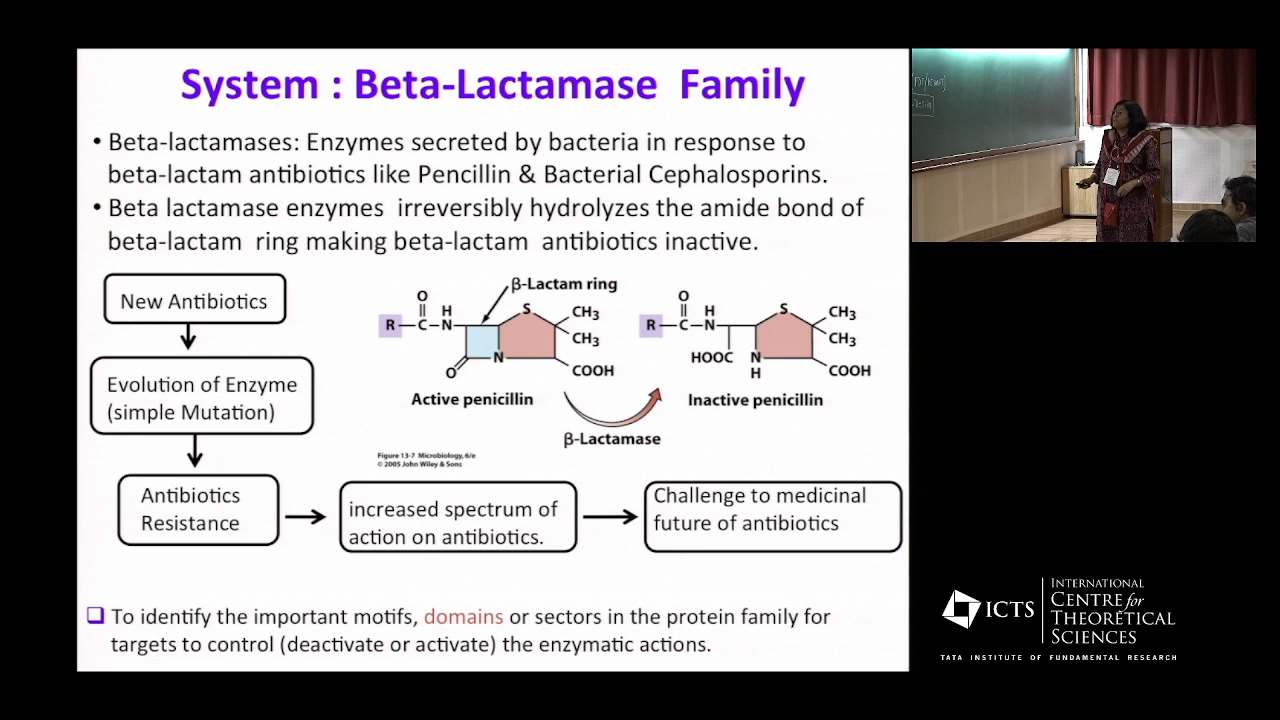 System : Beta-Lactamase Family
• Beta-lactamases: Enzymes secreted by bacteria in response to
beta-lactam antibiotics like Pencillin & Bacterial Cephalosporins.
• Beta lactamase enzymes irreversibly hydrolyzes the amide bond of
beta-lactam ring making beta-lactam antibiotics inactive.
New Antibiotics
Evolution of Enzyme
(simple Mutation)
Antibiotics
Resistance
increased spectrum of
action on antibiotics.
Challenge to medicinal
future of antibiotics
β-Lactam ring
O
H
S
CH3
R
C
N
CH3
O
N
COOH
Active penicillin
O
H
S
CH3
R
C
N
CH3
HOOC
N
H
COOH
Inactive penicillin
β-Lactamase
Figure 13-7 Microbiology, 6/e
© 2005 John Wiley & Sons
To identify the important motifs, domains or sectors in the protein family for
targets to control (deactivate or activate) the enzymatic actions.
ICTS
INTERNATIONAL
CENTRE for
THEORETICAL
SCIENCES
TATA INSTITUTE OF FUNDAMENTAL RESEARCH